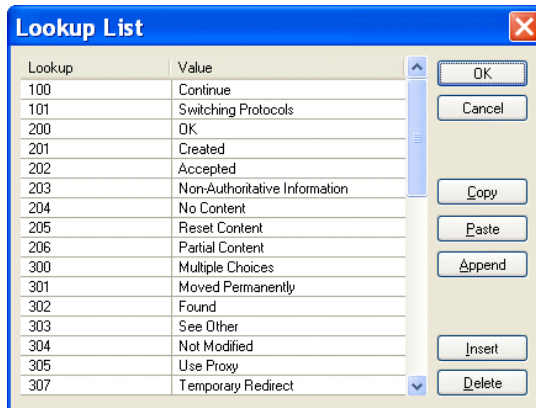 Lookup List
Lookup Value
100 Continue
101 Switching Protocols
200 OK
201 Created
202 Accepted
203 Non-Authoritative Information
204 No Content
205 Reset Content
206 Partial Content
300 Multiple Choices
301 Moved Permanently
302 Found
303 See Other
304 Not Modified
305 Use Proxy
307 Temporary Redirect
OK
Cancel
Copy
Paste
Append
Insert
Delete